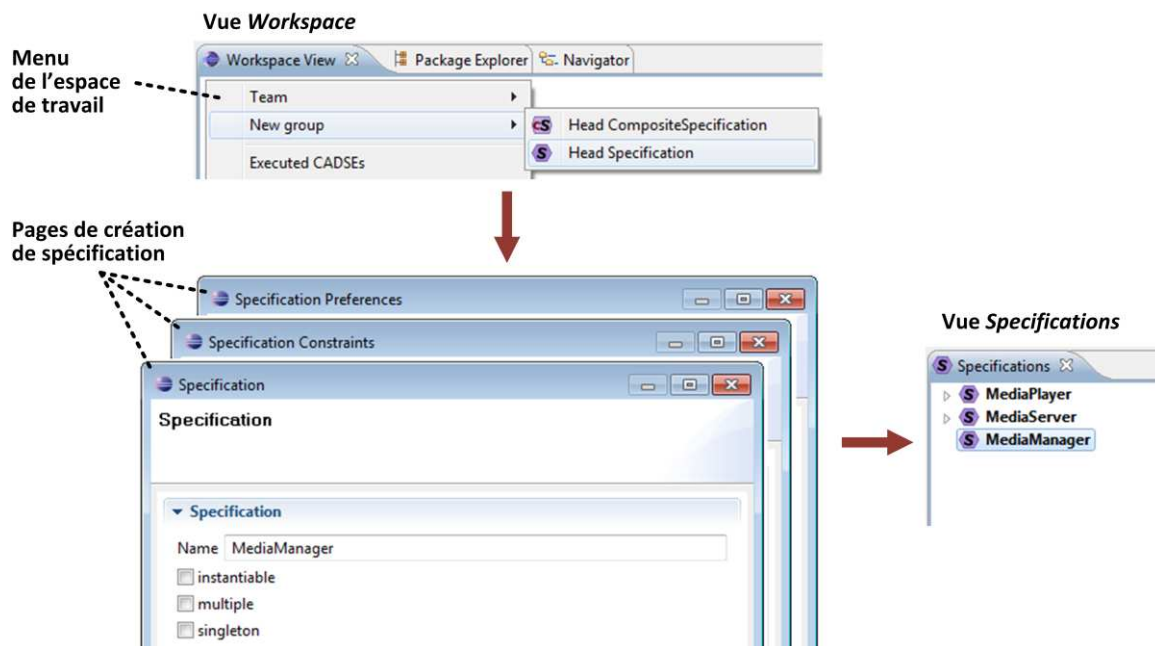 Vue Workspace
Menu
de l'espace
de travail
Workspace View
Package Explorer
Navigator
Team
New group
Executed CADSEs
CS Head CompositeSpecification
S Head Specification
Pages de création
de spécification
Specification Preferences
Specification Constraints
Specification
Specification
Specification
Name MediaManager
instantiable
multiple
singleton
Vue Specifications
S Specifications
S MediaPlayer
S MediaServer
S MediaManager